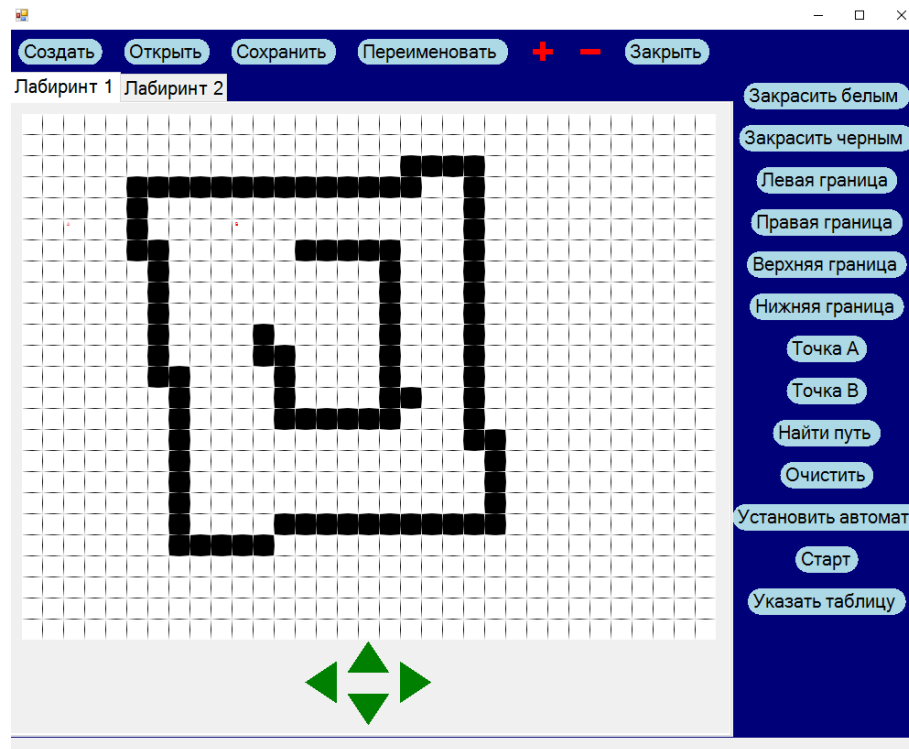 Создать Открыть Сохранить Переименовать + − Закрыть
Лабиринт 1 Лабиринт 2
Закрасить белым
Закрасить черным
Левая граница
Правая граница
Верхняя граница
Нижняя граница
Точка A
Точка B
Найти путь
Очистить
Установить автомат
Старт
Указать таблицу